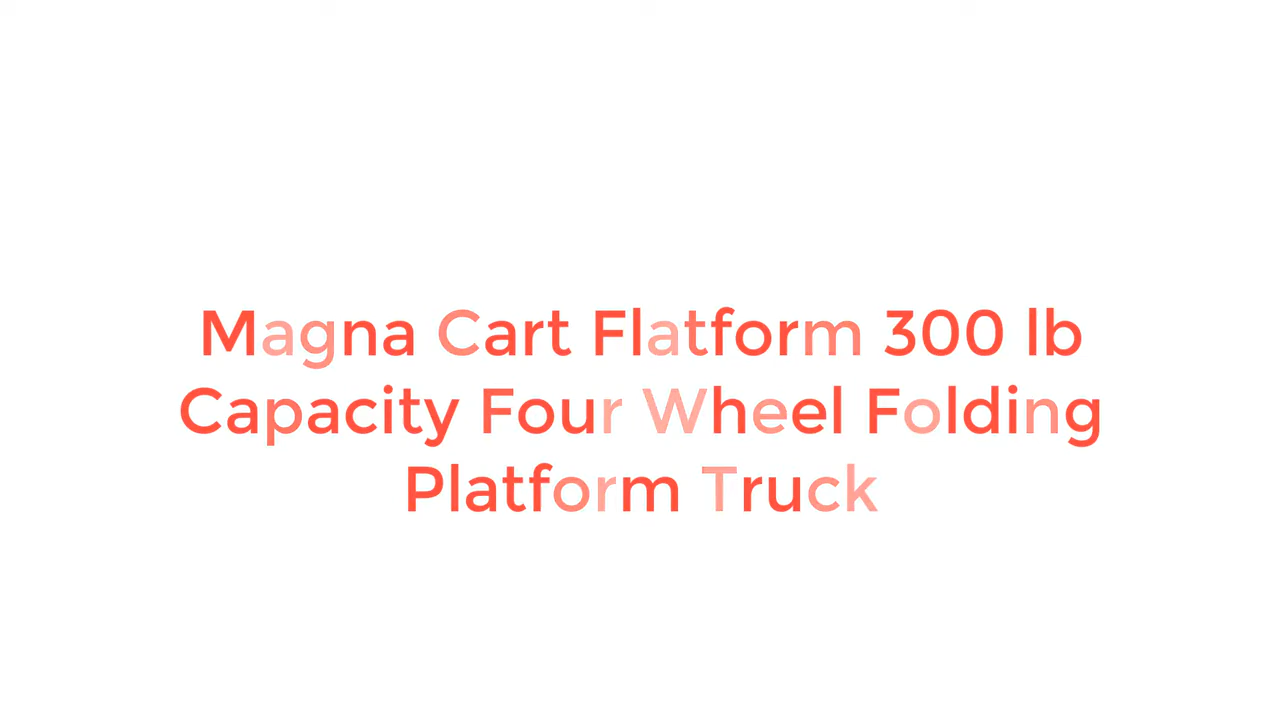 Magna Cart Flatform 300 lb
Capacity Four Wheel Folding
Platform Truck